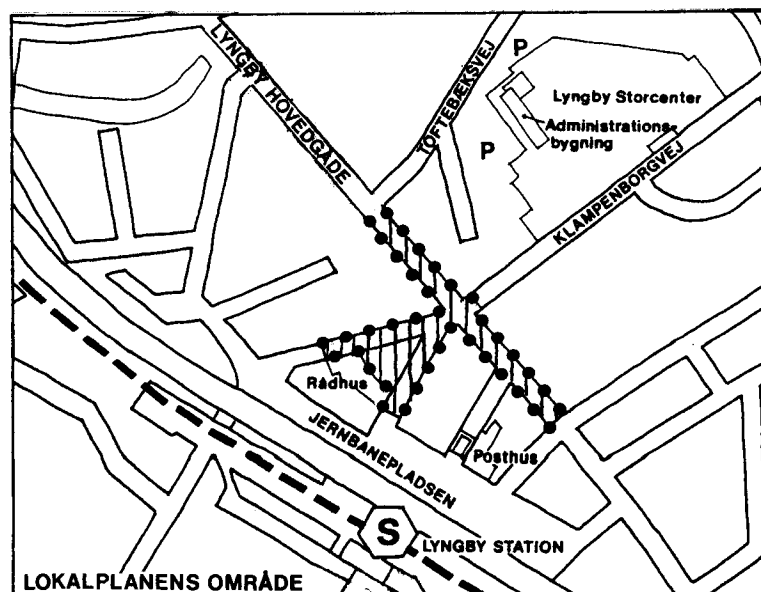 LYNGBY HOVEDGADE
TOFTEBÆKSVEJ
P
Lyngby Storcenter
Administrations-
bygning
P
KLAMPENBORGVEJ
Rådhus
JERNBANEPLADSEN
Posthus
S
LYNGBY STATION
LOKALPLANENS OMRÅDE